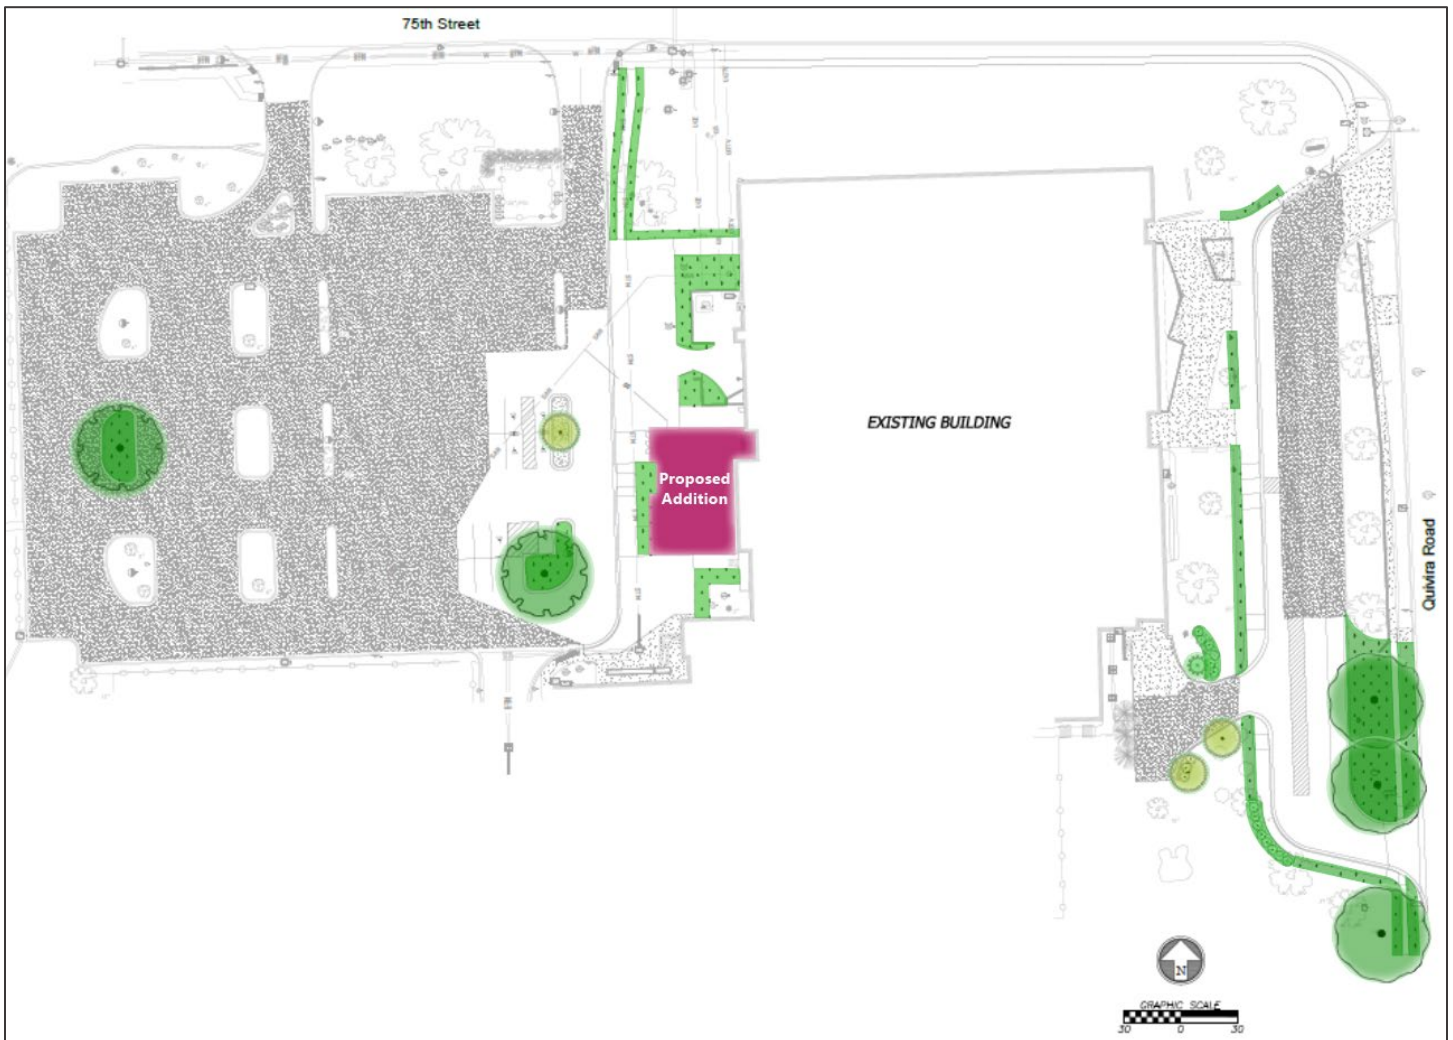 75th Street
EXISTING BUILDING
Proposed
Addition
Quivira Road
N
GRAPHIC SCALE
30 0 30